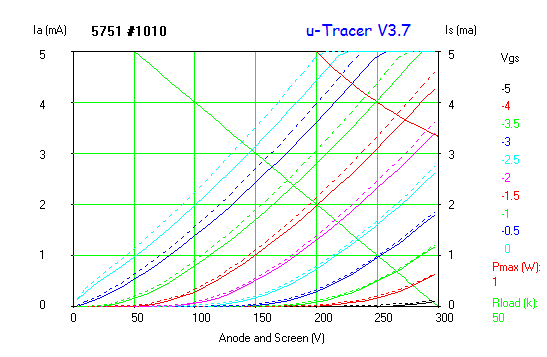 Ia (mA) 5751 #1010 u-Tracer V3.7 Is (ma)
5 5
Vgs
-5
4 -4 4
-3.5
-3
3 -2.5 3
-2
-1.5
2 -1 2
-0.5
0
1 Pmax (W): 1
1
Rload (k):
0 0
50
0 50 100 150 200 250 300
Anode and Screen (V)